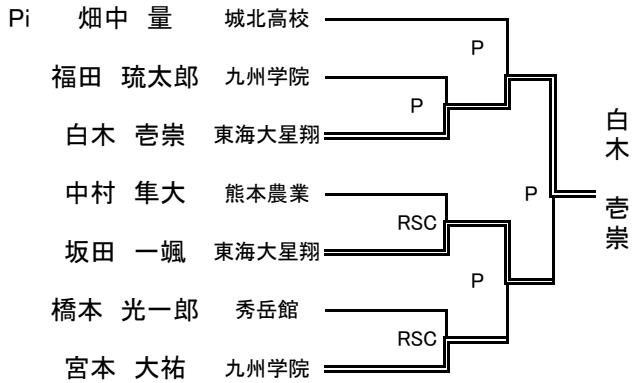 Pi 畑中 量 城北高校
P
福田 琉太郎 九州学院
P
白木 壱崇 東海大星翔
中村 隼大 熊本農業
P
RSC
坂田 一颯 東海大星翔
P
橋本 光一郎 秀岳館
RSC
宮本 大祐 九州学院
白木 壱崇